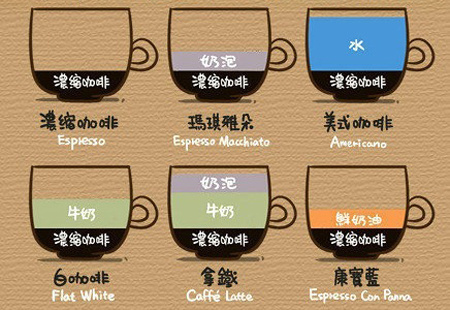 濃縮咖啡
濃縮咖啡
Espresso
奶泡
濃縮咖啡
瑪琪雅朵
Espresso Macchiato
水
濃縮咖啡
美式咖啡
Americano
牛奶
濃縮咖啡
白咖啡
Flat White
奶泡
牛奶
濃縮咖啡
拿鐵
Caffé Latte
鮮奶油
濃縮咖啡
康寶藍
Espresso Con Panna